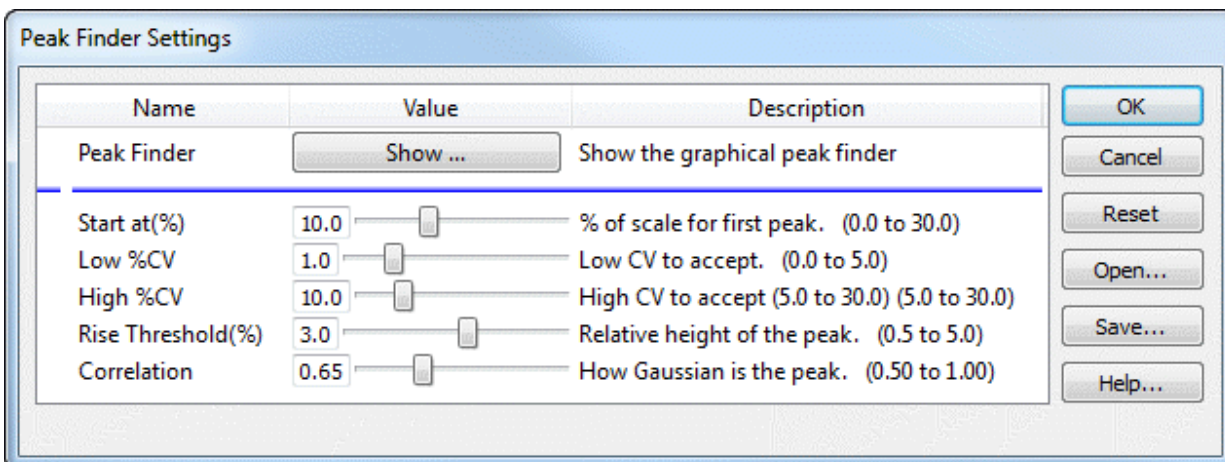 Peak Finder Settings
Name Value Description
Peak Finder Show ... Show the graphical peak finder
Start at(%) 10.0 % of scale for first peak. (0.0 to 30.0)
Low %CV 1.0 Low CV to accept. (0.0 to 5.0)
High %CV 10.0 High CV to accept (5.0 to 30.0) (5.0 to 30.0)
Rise Threshold(%) 3.0 Relative height of the peak. (0.5 to 5.0)
Correlation 0.65 How Gaussian is the peak. (0.50 to 1.00)
OK
Cancel
Reset
Open...
Save...
Help...